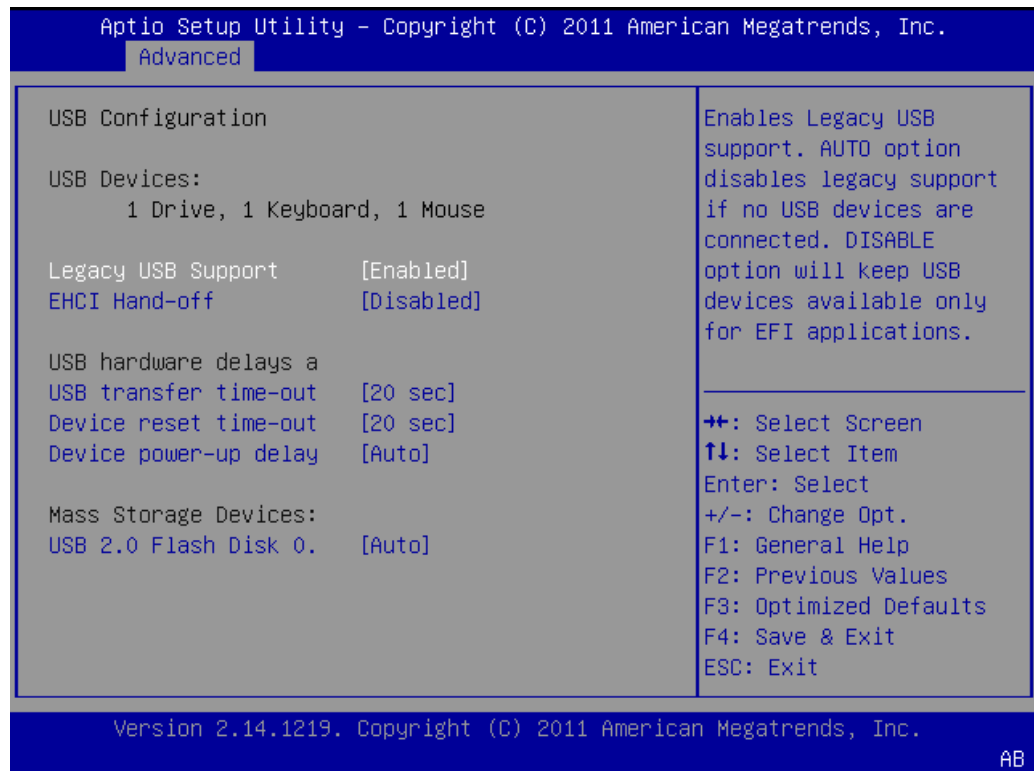 Aptio Setup Utility – Copyright (C) 2011 American Megatrends, Inc.
Advanced
USB Configuration
USB Devices:
1 Drive, 1 Keyboard, 1 Mouse
Legacy USB Support [Enabled]
EHCI Hand-off [Disabled]
USB hardware delays a
USB transfer time-out [20 sec]
Device reset time-out [20 sec]
Device power-up delay [Auto]
Mass Storage Devices:
USB 2.0 Flash Disk 0. [Auto]
Enables Legacy USB
support. AUTO option
disables legacy support
if no USB devices are
connected. DISABLE
option will keep USB
devices available only
for EFI applications.
→←: Select Screen
↑↓: Select Item
Enter: Select
+/-: Change Opt.
F1: General Help
F2: Previous Values
F3: Optimized Defaults
F4: Save & Exit
ESC: Exit
Version 2.14.1219. Copyright (C) 2011 American Megatrends, Inc.
AB